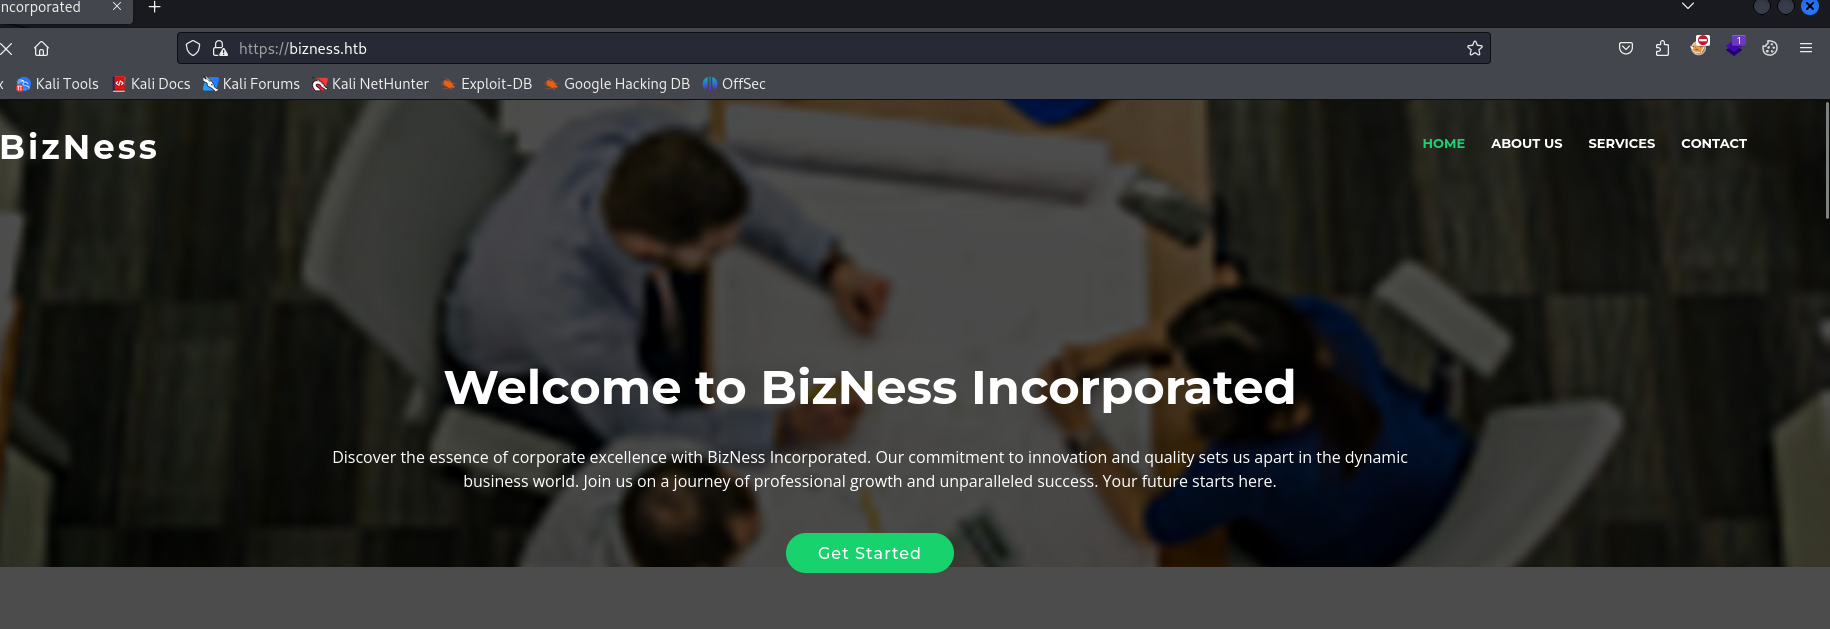 ncorporated
https://bizness.htb
1
Kali Tools Kali Docs Kali Forums Kali NetHunter Exploit-DB Google Hacking DB OffSec
BizNess
HOME ABOUT US SERVICES CONTACT
Welcome to BizNess Incorporated
Discover the essence of corporate excellence with BizNess Incorporated. Our commitment to innovation and quality sets us apart in the dynamic
business world. Join us on a journey of professional growth and unparalleled success. Your future starts here.
Get Started